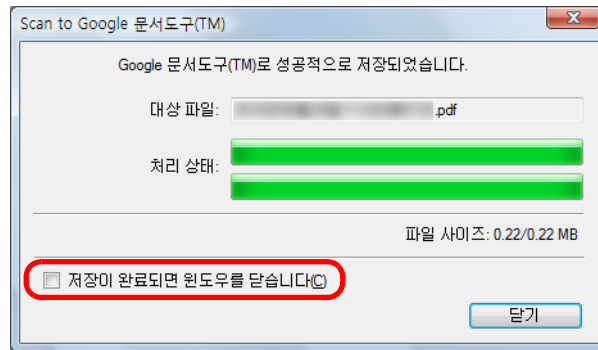 Scan to Google 문서도구(TM)
Google 문서도구(TM)로 성공적으로 저장되었습니다.
대상 파일: .pdf
처리 상태:
파일 사이즈: 0.22/0.22 MB
저장이 완료되면 윈도우를 닫습니다(C)
닫기